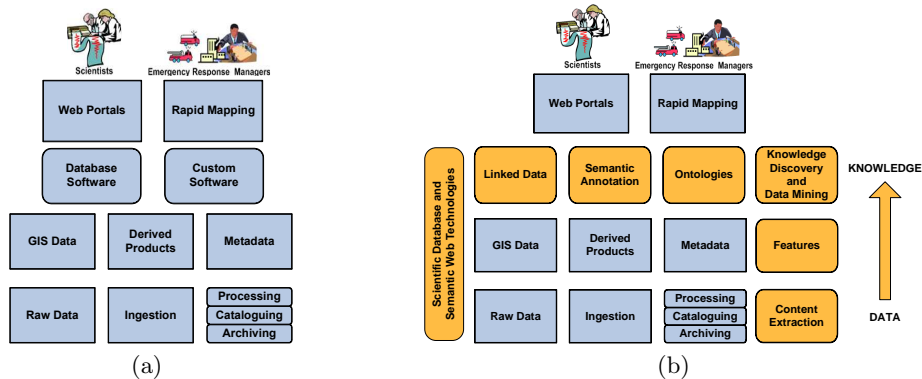 Scientists
Emergency Response Managers
Web Portals
Rapid Mapping
Database
Software
Custom
Software
GIS Data
Derived
Products
Metadata
Raw Data
Ingestion
Processing
Cataloguing
Archiving
(a)
Scientists
Emergency Response Managers
Web Portals
Rapid Mapping
Scientific Database and
Semantic Web Technologies
Linked Data
Semantic
Annotation
Ontologies
Knowledge
Discovery
and
Data Mining
KNOWLEDGE
GIS Data
Derived
Products
Metadata
Features
Raw Data
Ingestion
Processing
Cataloguing
Archiving
Content
Extraction
DATA
(b)